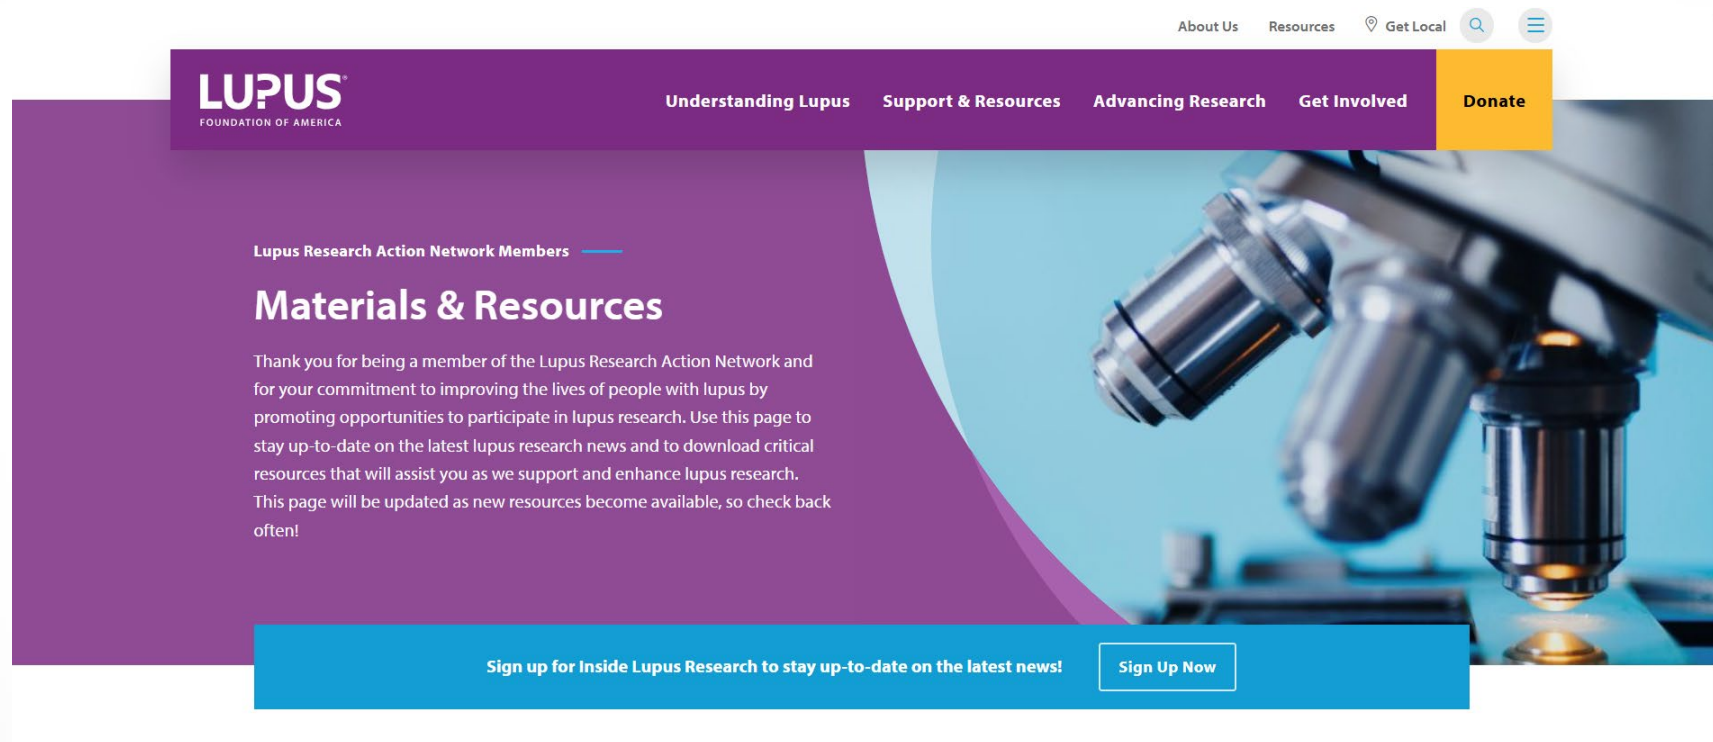 About Us Resources Get Local
LUPUS®
FOUNDATION OF AMERICA
Understanding Lupus Support & Resources Advancing Research Get Involved Donate
Lupus Research Action Network Members
Materials & Resources
Thank you for being a member of the Lupus Research Action Network and
for your commitment to improving the lives of people with lupus by
promoting opportunities to participate in lupus research. Use this page to
stay up-to-date on the latest lupus research news and to download critical
resources that will assist you as we support and enhance lupus research.
This page will be updated as new resources become available, so check back
often!
Sign up for Inside Lupus Research to stay up-to-date on the latest news! Sign Up Now